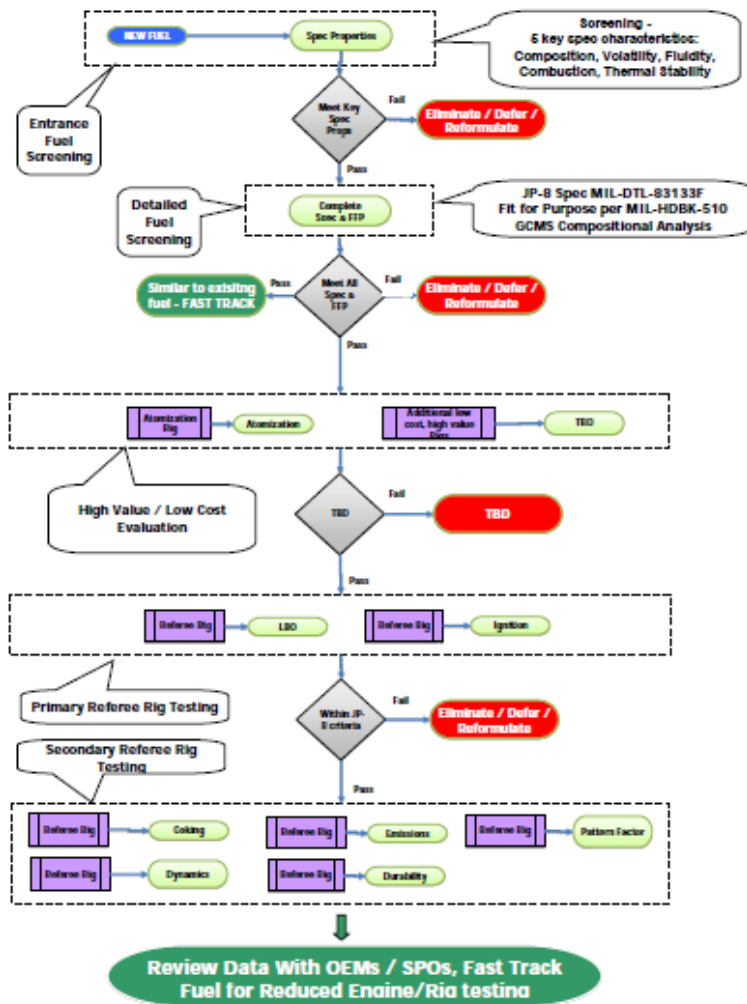 NEW FUEL
Spec Properties
Screening -
5 key spec characteristics:
Composition, Volatility, Fluidity,
Combustion, Thermal Stability
Entrance
Fuel
Screening
Meet Key
Spec
Props
Fail
Eliminate / Defer /
Reformulate
Pass
Detailed
Fuel
Screening
Complete
Spec & FFP
JP-8 Spec MIL-DTL-83133F
Fit for Purpose per MIL-HDBK-510
GCMS Compositional Analysis
Similar to exisitng
fuel - FAST TRACK
Pass
Meet All
Spec &
FFP
Fail
Eliminate / Defer /
Reformulate
Pass
Atomization
Rig
Atomization
Additional low
cost, high value
Rigs
TBD
High Value / Low Cost
Evaluation
TBD
Fail
TBD
Pass
Referee Rig
LBO
Referee Rig
Ignition
Primary Referee Rig Testing
Within JP-
8 criteria
Fail
Eliminate / Defer /
Reformulate
Secondary Referee Rig
Testing
Pass
Referee Rig
Coking
Referee Rig
Emissions
Referee Rig
Pattern Factor
Referee Rig
Dynamics
Referee Rig
Durability
Review Data With OEMs / SPOs, Fast Track
Fuel for Reduced Engine/Rig testing